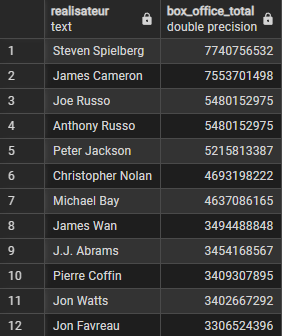 realisateur box_office_total
text double precision
1 Steven Spielberg 7740756532
2 James Cameron 7553701498
3 Joe Russo 5480152975
4 Anthony Russo 5480152975
5 Peter Jackson 5215813387
6 Christopher Nolan 4693198222
7 Michael Bay 4637086165
8 James Wan 3494488848
9 J.J. Abrams 3454168567
10 Pierre Coffin 3409307895
11 Jon Watts 3402667292
12 Jon Favreau 3306524396